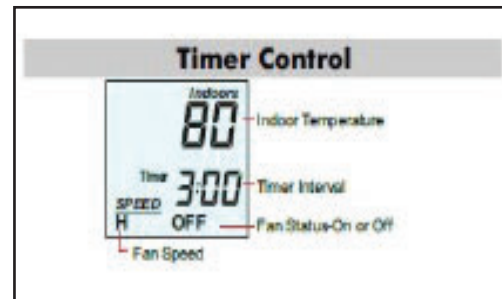 Timer Control
Indoors
80 Indoor Temperature
Timer 3:00 Timer Interval
SPEED
H OFF Fan Status-On or Off
Fan Speed